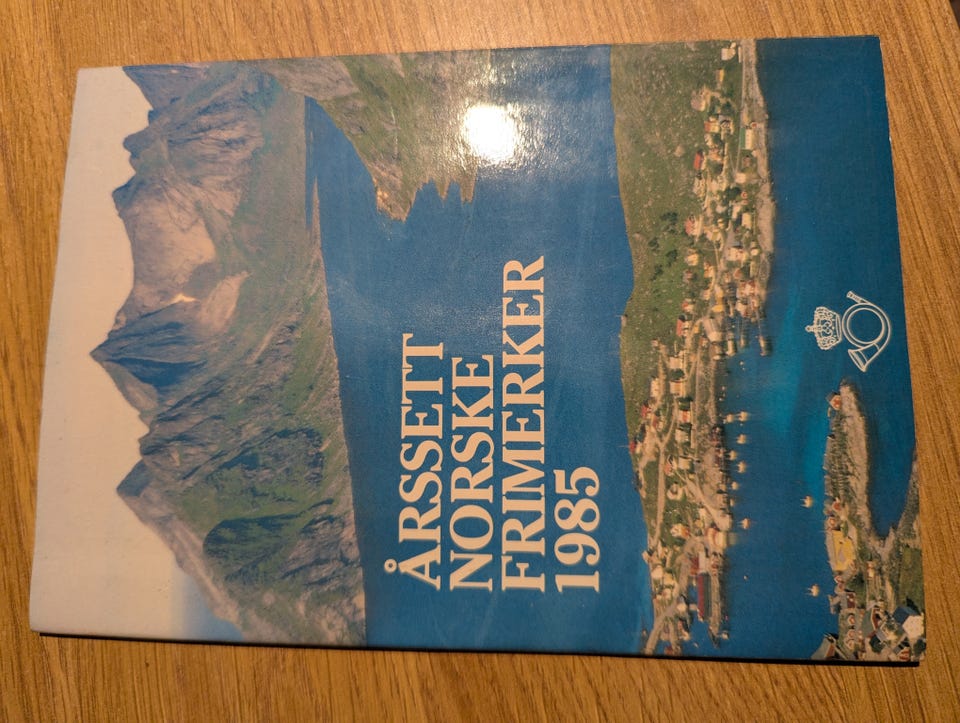 ÅRSSETT
NORSKE
FRIMERKER
1985